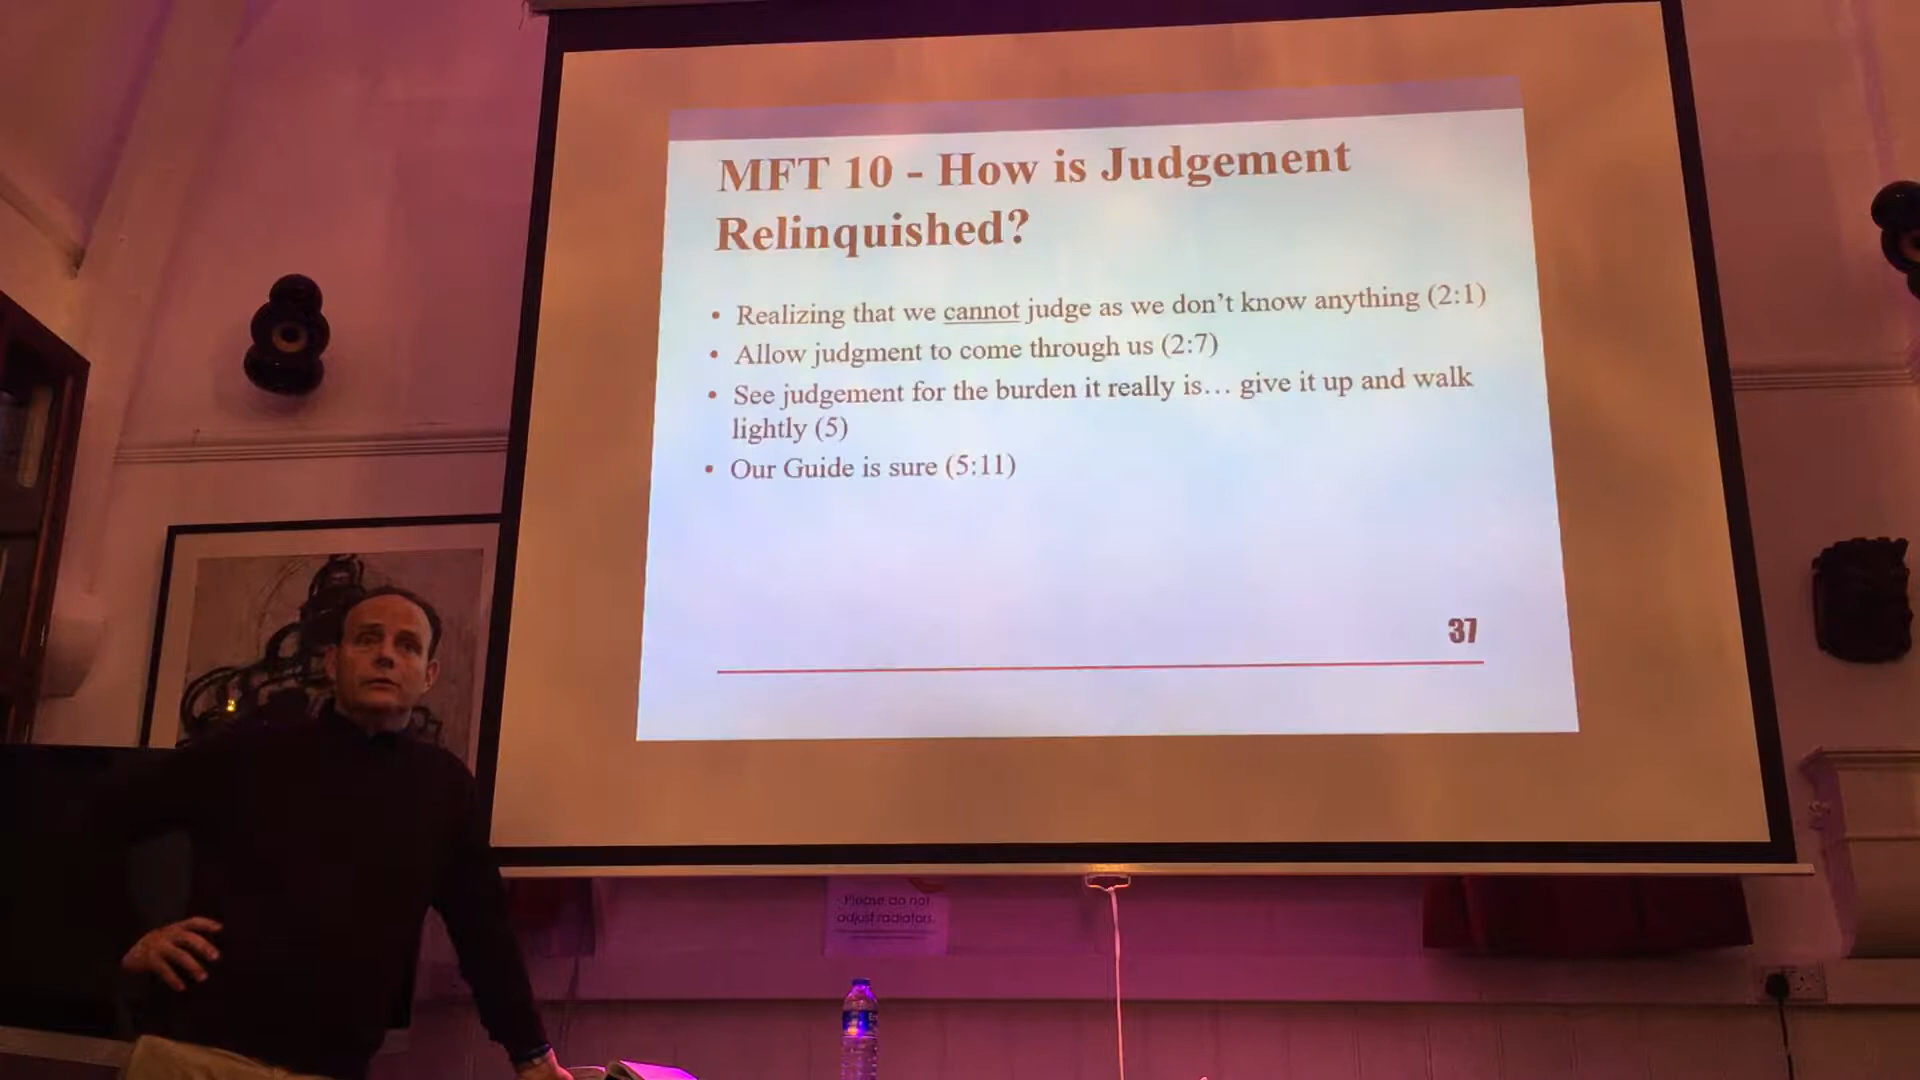 MFT 10 - How is Judgement
Relinquished?
• Realizing that we cannot judge as we don't know anything (2:1)
• Allow judgment to come through us (2:7)
• See judgement for the burden it really is… give it up and walk
lightly (5)
• Our Guide is sure (5:11)
37
Please do not
adjust radiators.